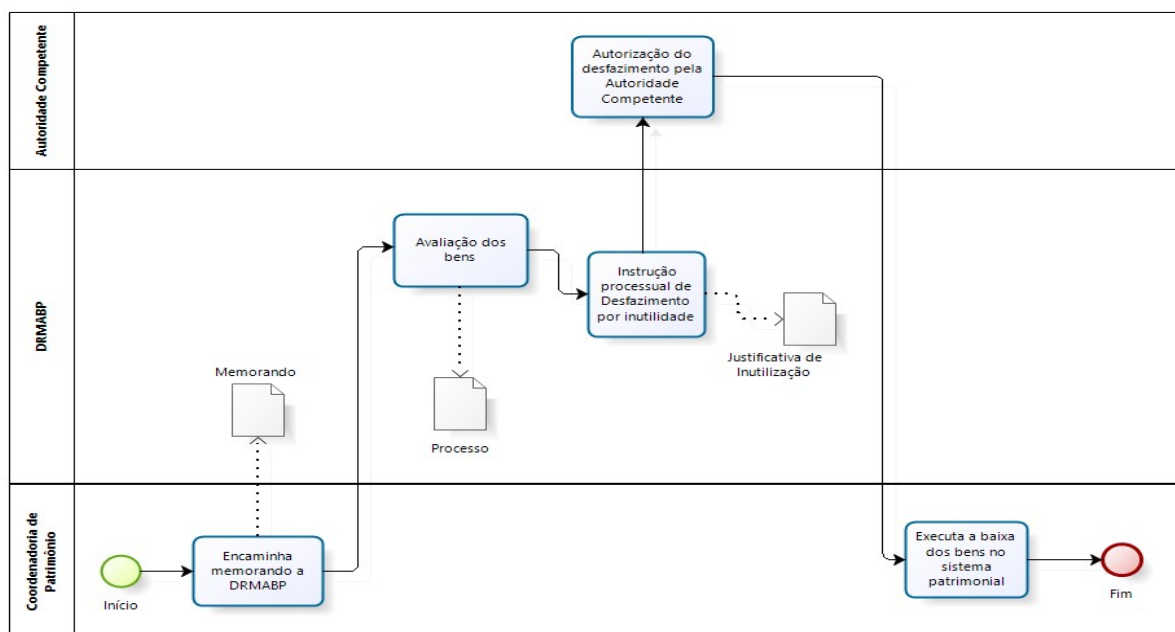 Autoridade Competente
Autorização do
desfazimento pela
Autoridade
Competente
DRMABP
Avaliação dos
bens
Instrução
processual de
Desfazimento
por inutilidade
Justificativa de
Inutilização
Memorando
Processo
Coordenadoria de
Patrimônio
Início
Encaminha
memorando a
DRMABP
Executa a baixa
dos bens no
sistema
patrimonial
Fim